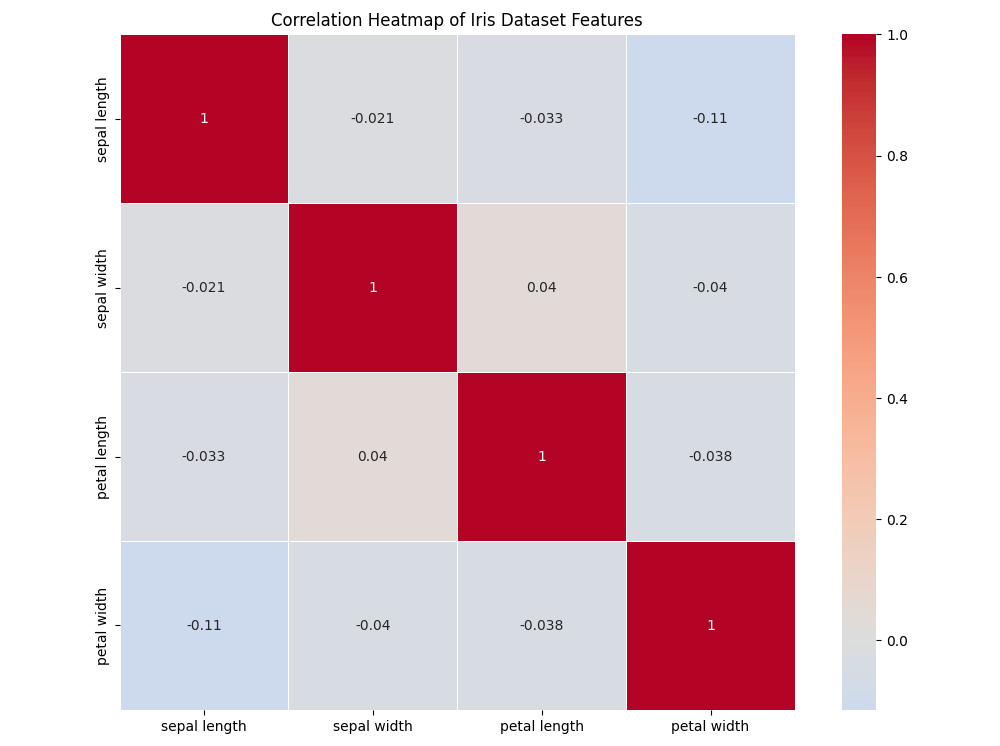 Correlation Heatmap of Iris Dataset Features
sepal length
1
-0.021
-0.033
-0.11
sepal width
-0.021
1
0.04
-0.04
petal length
-0.033
0.04
1
-0.038
petal width
-0.11
-0.04
-0.038
1
sepal length
sepal width
petal length
petal width
1.0
0.8
0.6
0.4
0.2
0.0